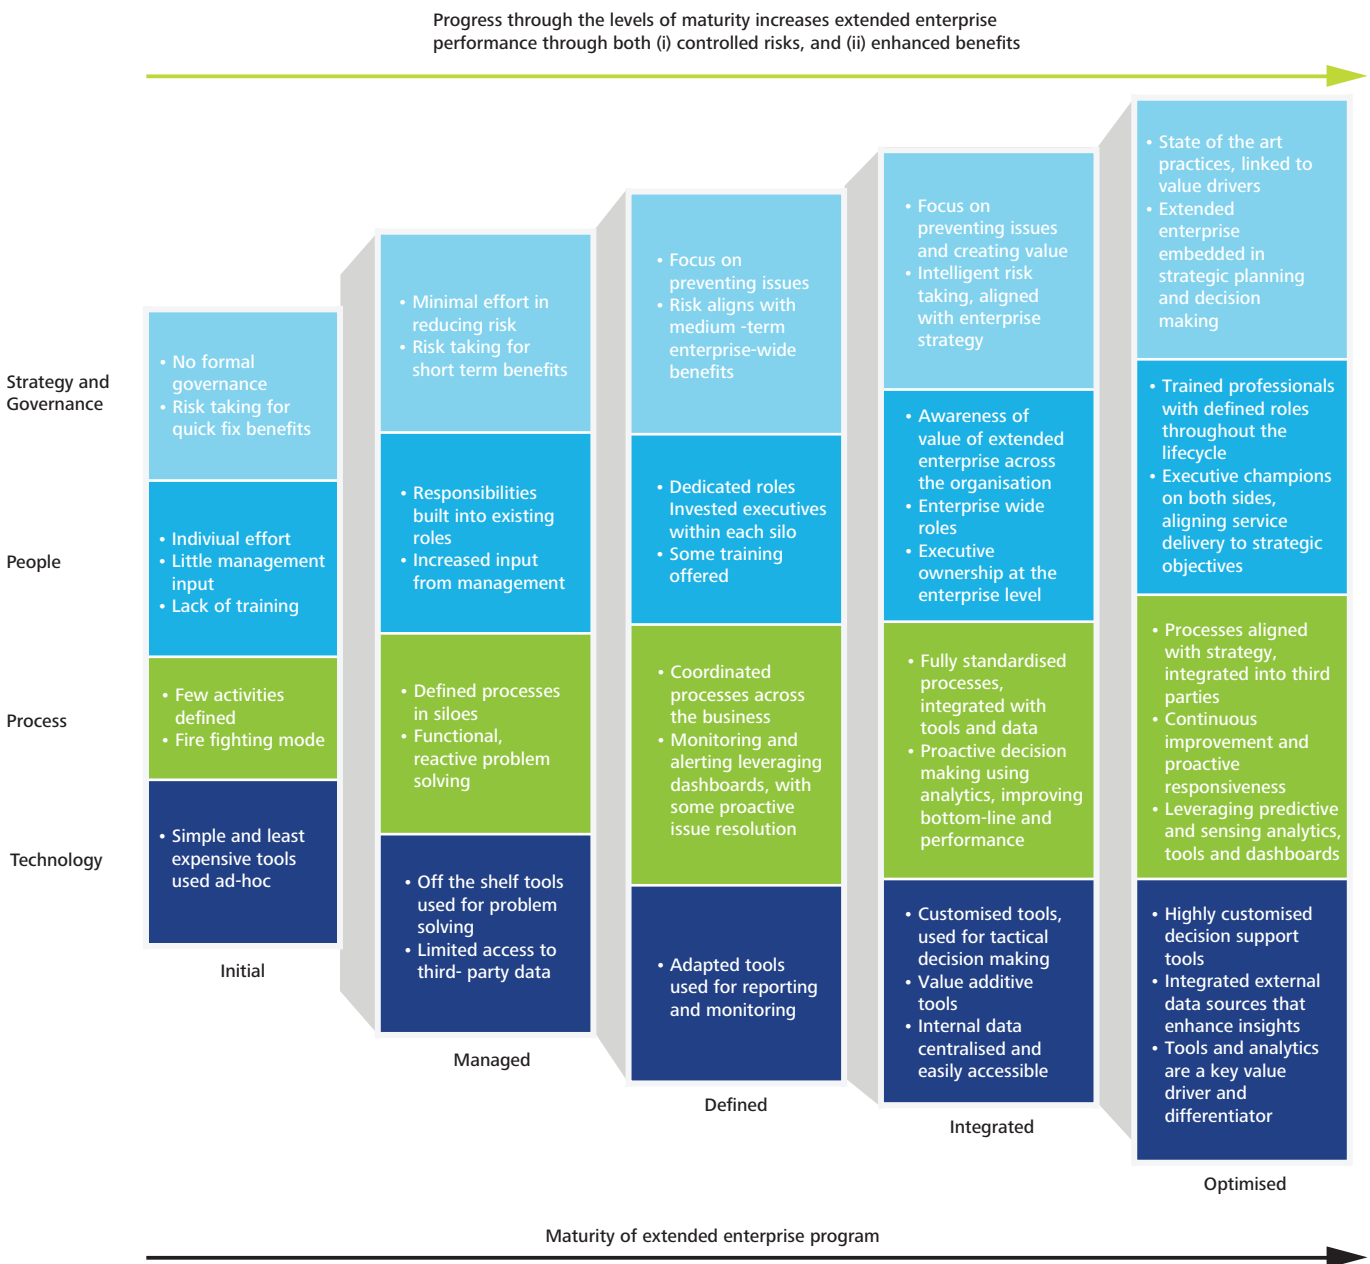 Progress through the levels of maturity increases extended enterprise
performance through both (i) controlled risks, and (ii) enhanced benefits
Strategy and
Governance
People
Process
Technology
• No formal
governance
• Risk taking for
quick fix benefits
• Indiviual effort
• Little management
input
• Lack of training
• Few activities
defined
• Fire fighting mode
• Simple and least
expensive tools
used ad-hoc
Initial
• Minimal effort in
reducing risk
• Risk taking for
short term benefits
• Responsibilities
built into existing
roles
• Increased input
from management
• Defined processes
in siloes
• Functional,
reactive problem
solving
• Off the shelf tools
used for problem
solving
• Limited access to
third- party data
Managed
• Focus on
preventing issues
• Risk aligns with
medium -term
enterprise-wide
benefits
• Dedicated roles
Invested executives
within each silo
• Some training
offered
• Coordinated
processes across
the business
• Monitoring and
alerting leveraging
dashboards, with
some proactive
issue resolution
• Adapted tools
used for reporting
and monitoring
Defined
• Focus on
preventing issues
and creating value
• Intelligent risk
taking, aligned
with enterprise
strategy
• Awareness of
value of extended
enterprise across
the organisation
• Enterprise wide
roles
• Executive
ownership at the
enterprise level
• Fully standardised
processes,
integrated with
tools and data
• Proactive decision
making using
analytics, improving
bottom-line and
performance
• Customised tools,
used for tactical
decision making
• Value additive
tools
• Internal data
centralised and
easily accessible
Integrated
• State of the art
practices, linked to
value drivers
• Extended
enterprise
embedded in
strategic planning
and decision
making
• Trained professionals
with defined roles
throughout the
lifecycle
• Executive champions
on both sides,
aligning service
delivery to strategic
objectives
• Processes aligned
with strategy,
integrated into third
parties
• Continuous
improvement and
proactive
responsiveness
• Leveraging predictive
and sensing analytics,
tools and dashboards
• Highly customised
decision support
tools
• Integrated external
data sources that
enhance insights
• Tools and analytics
are a key value
driver and
differentiator
Optimised
Maturity of extended enterprise program